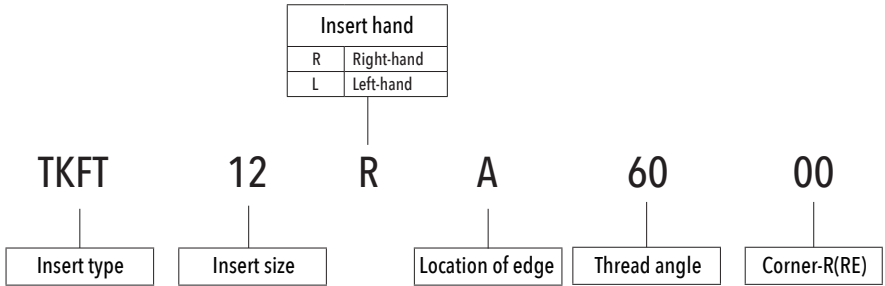 Insert hand
R Right-hand
L Left-hand
TKFT 12 R A 60 00
Insert type Insert size Location of edge Thread angle Corner-R(RE)